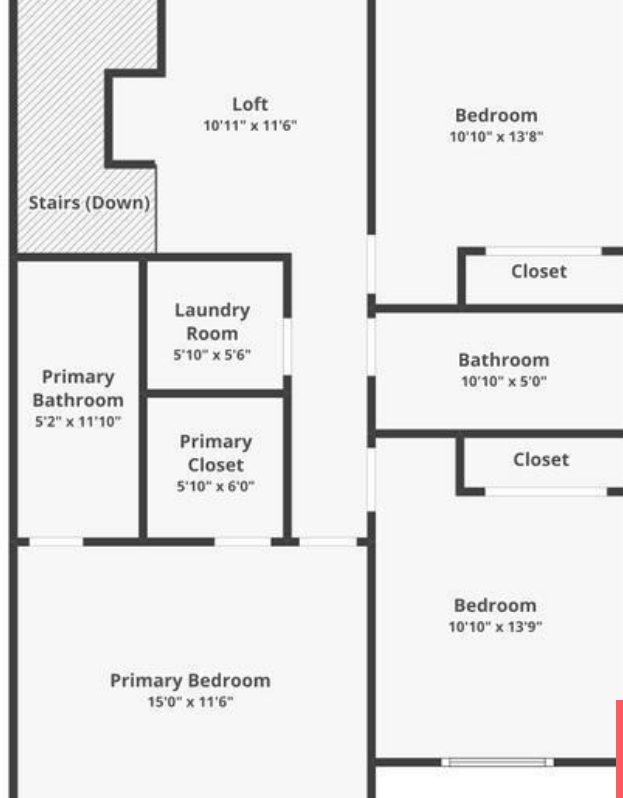 Loft
10'11" x 11'6"
Bedroom
10'10" x 13'8"
Stairs (Down)
Closet
Laundry
Room
5'10" x 5'6"
Bathroom
10'10" x 5'0"
Primary
Bathroom
5'2" x 11'10"
Primary
Closet
5'10" x 6'0"
Closet
Bedroom
10'10" x 13'9"
Primary Bedroom
15'0" x 11'6"